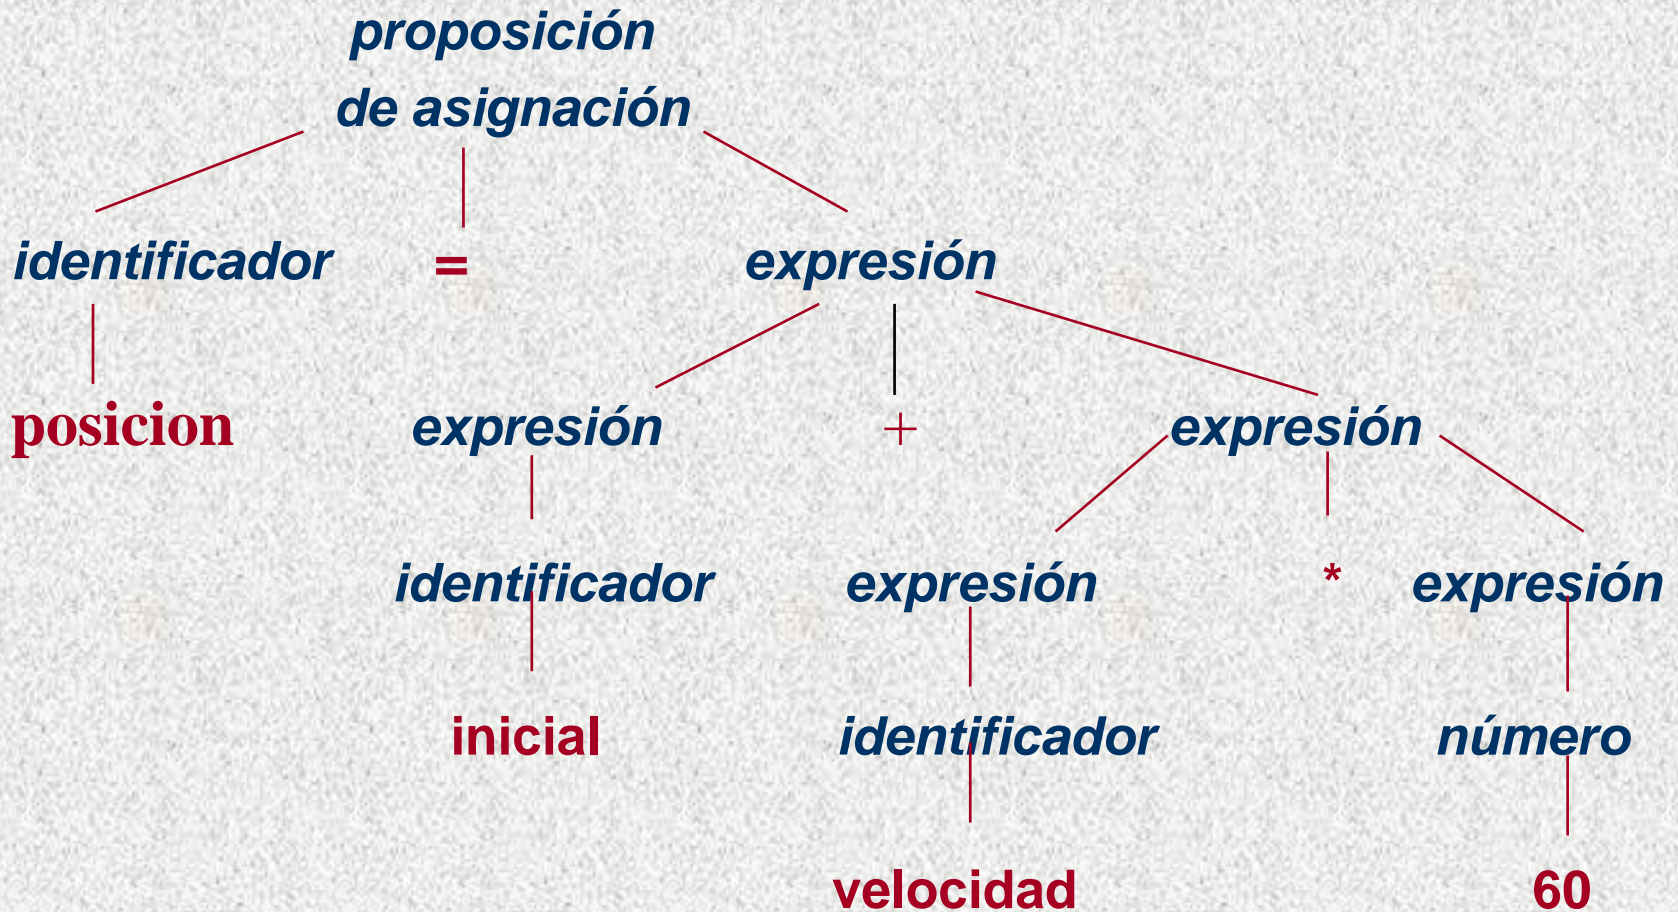 proposición
de asignación
identificador = expresión
posicion expresión + expresión
identificador expresión * expresión
inicial identificador número
velocidad 60